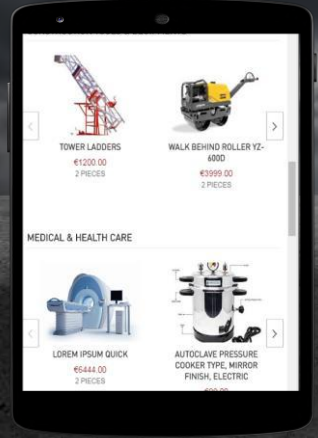 TOWER LADDERS
€1200.00
2 PIECES
WALK BEHIND ROLLER YZ-
600D
€3999.00
2 PIECES
MEDICAL & HEALTH CARE
LOREM IPSUM QUICK
€6444.00
2 PIECES
AUTOCLAVE PRESSURE
COOKER TYPE, MIRROR
FINISH, ELECTRIC